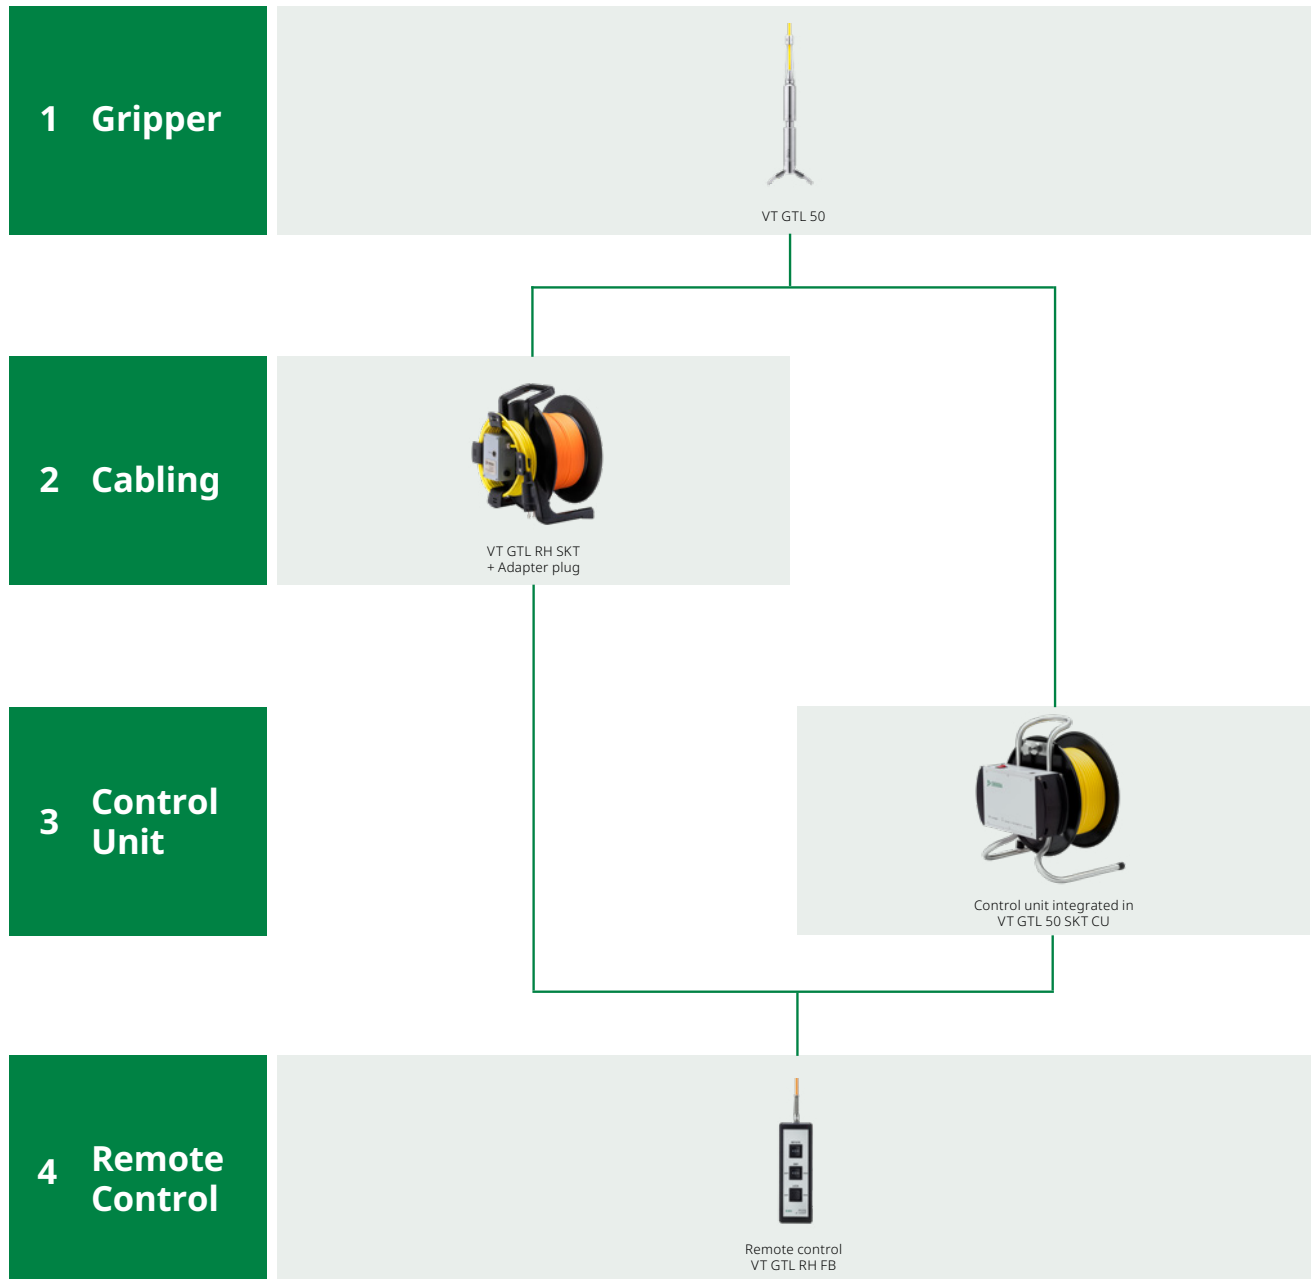 1 Gripper
VT GTL 50
2 Cabling
VT GTL RH SKT
+ Adapter plug
3 Control
Unit
Control unit integrated in
VT GTL 50 SKT CU
4 Remote
Control
Remote control
VT GTL RH FB